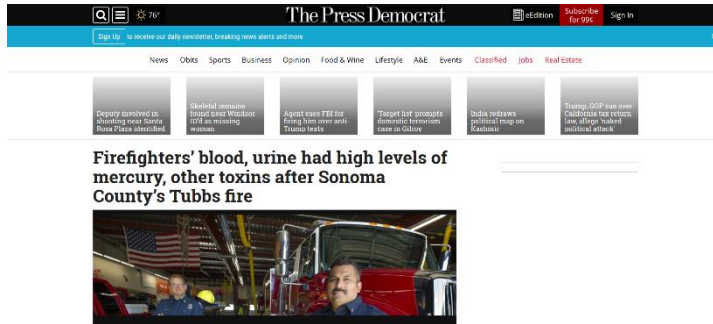 76°
The Press Democrat
eEdition
Subscribe
for 99¢
Sign In
Sign Up
to receive our daily newsletter, breaking news alerts and more
News Obits Sports Business Opinion Food & Wine Lifestyle A&E Events Classified Jobs Real Estate
Deputy involved in
shooting near Santa
Rosa Plaza identified
Skeletal remains
found near Windsor
ID'd as missing
woman
Agent sues FBI for
firing him over anti-
Trump texts
'Target list' prompts
domestic terrorism
case in Gilroy
India redraws
political map on
Kashmir
Trump, GOP sue over
California tax return
law, allege 'naked
political attack'
Firefighters' blood, urine had high levels of
mercury, other toxins after Sonoma
County's Tubbs fire